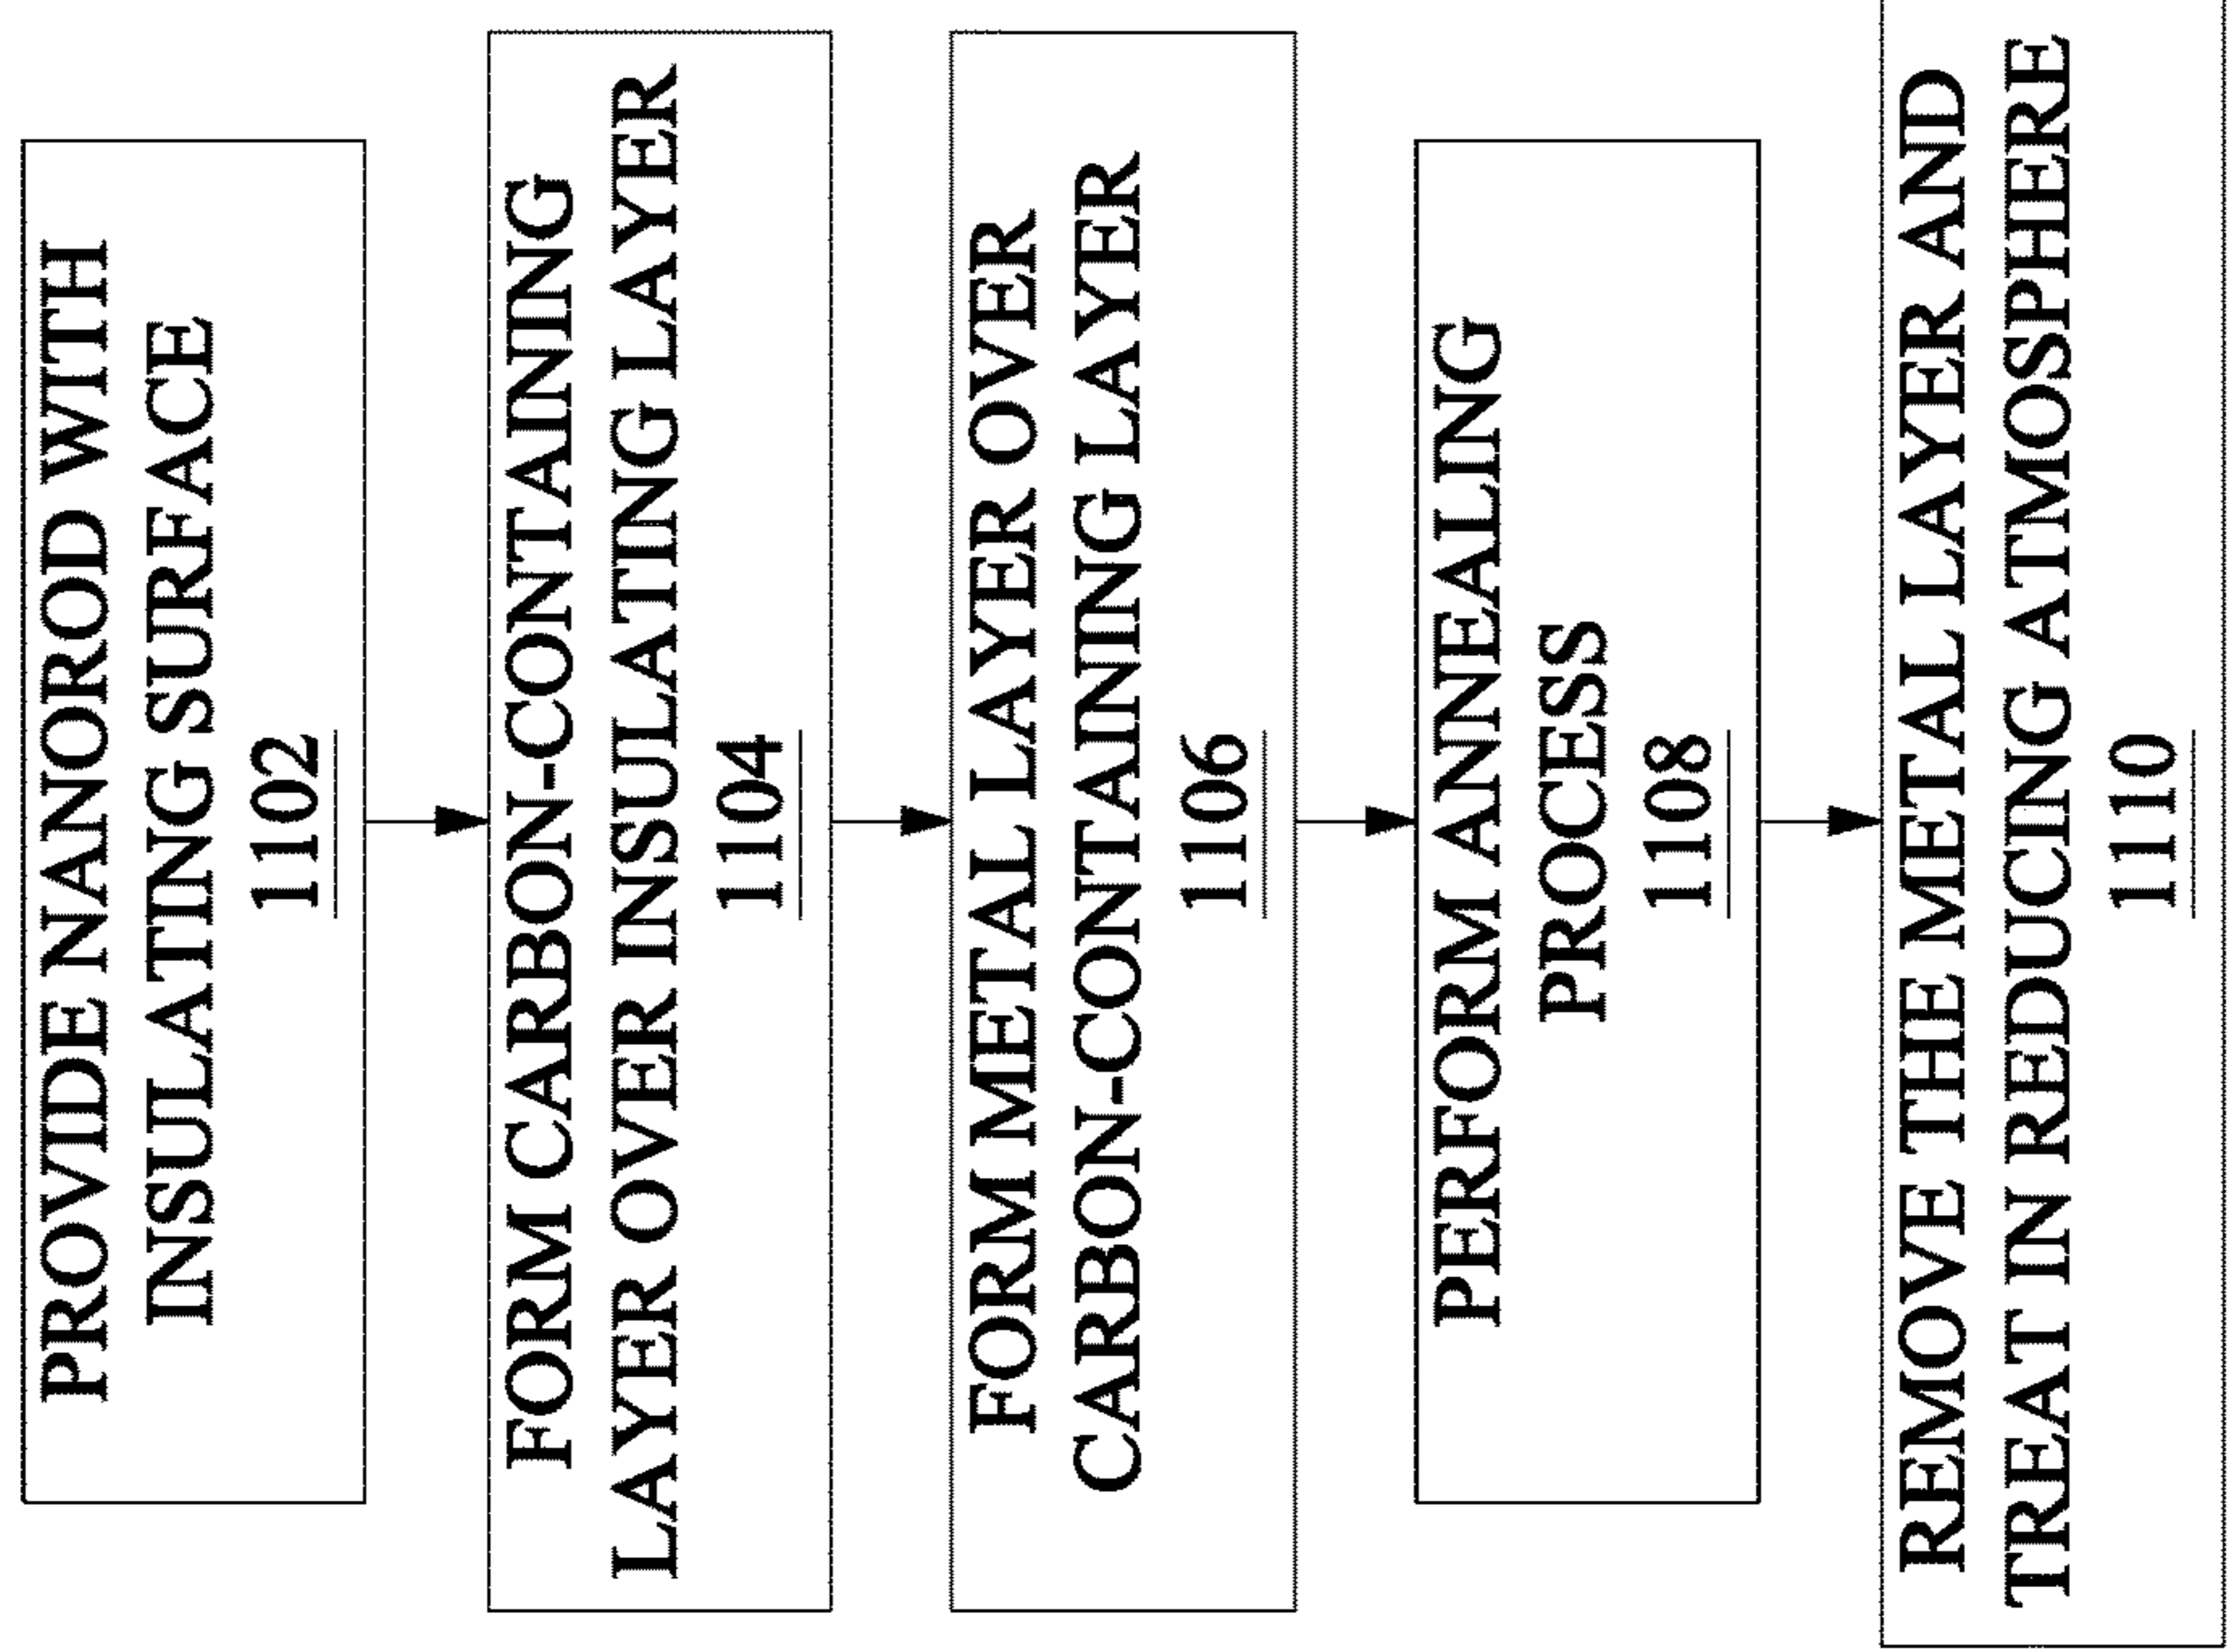 PROVIDE NANOROD WITH
INSULATING SURFACE
1102
FORM CARBON-CONTAINING
LAYER OVER INSULATING LAYER
1104
FORM METAL LAYER OVER
CARBON-CONTAINING LAYER
1106
PERFORM ANNEALING
PROCESS
1108
REMOVE THE METAL LAYER AND
TREAT IN REDUCING ATMOSPHERE
1110